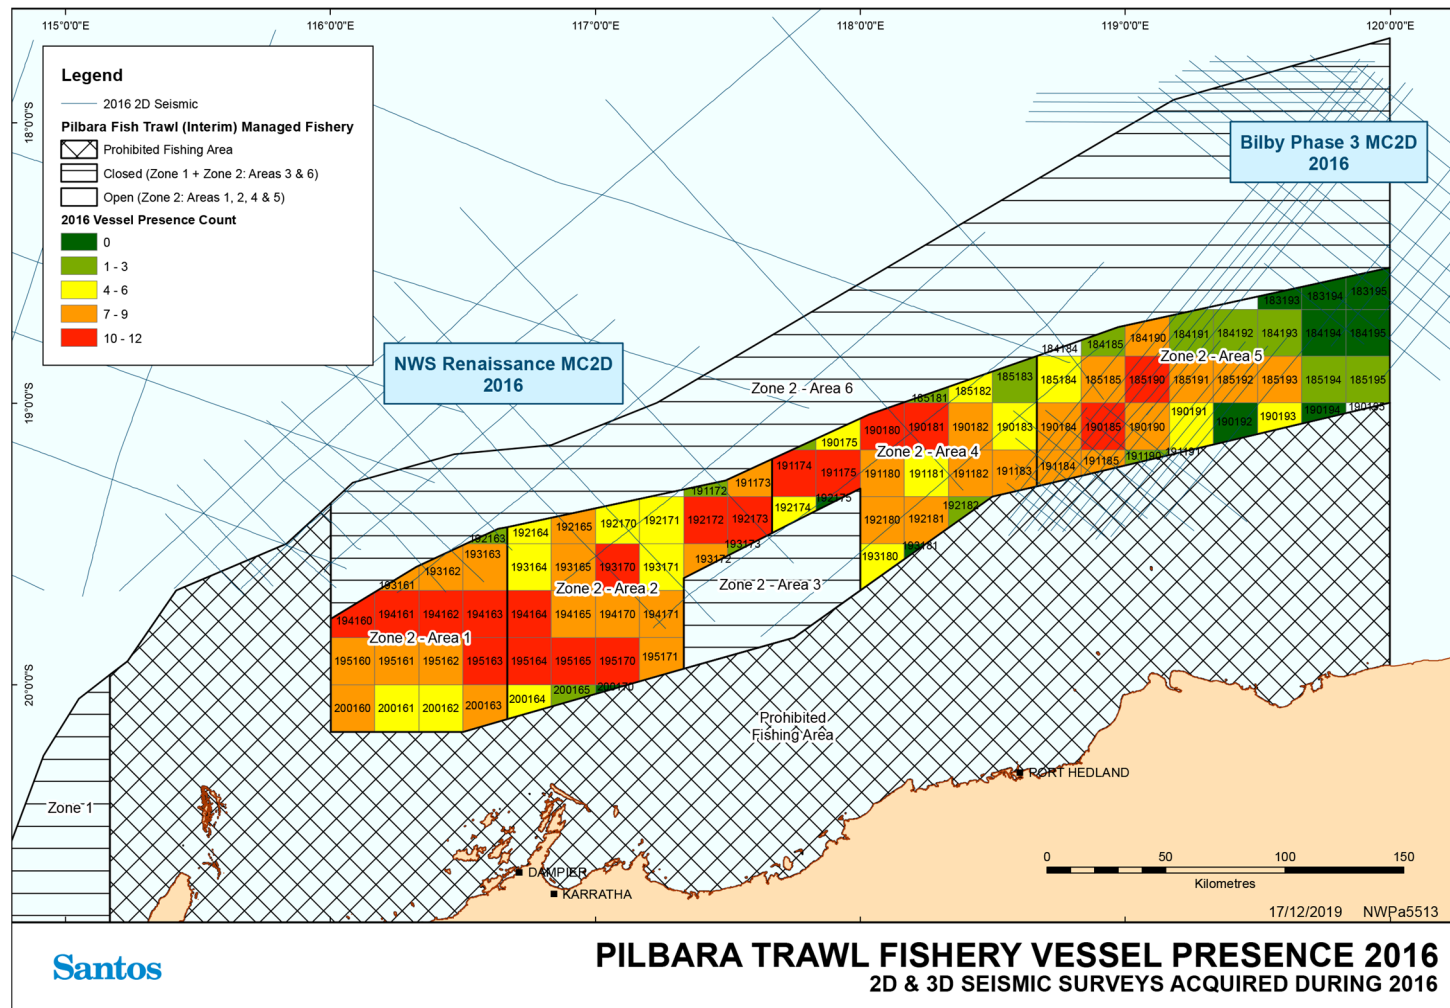 115°0'0"E
116°0'0"E
117°0'0"E
118°0'0"E
119°0'0"E
120°0'0"E
18°0'0"S
19°0'0"S
20°0'0"S
Legend
2016 2D Seismic
Pilbara Fish Trawl (Interim) Managed Fishery
Prohibited Fishing Area
Closed (Zone 1 + Zone 2: Areas 3 & 6)
Open (Zone 2: Areas 1, 2, 4 & 5)
2016 Vessel Presence Count
0
1 - 3
4 - 6
7 - 9
10 - 12
Bilby Phase 3 MC2D
2016
NWS Renaissance MC2D
2016
183193 183194 183195
184184 184185 184190 184191 184192 184193 184194 184195
Zone 2 - Area 5
Zone 2 - Area 6
185181 185182 185183 185184 185185 185190 185191 185192 185193 185194 185195
190175 190180 190181 190182 190183 190184 190185 190190 190191 190192 190193 190194 190195
Zone 2 - Area 4
191172 191173 191174 191175 191180 191181 191182 191183 191184 191185 191190 191191
192163 192164 192165 192170 192171 192172 192173 192174 192175 192180 192181 192182
193161 193162 193163 193164 193165 193170 193171 193172 193173 193180 193181
Zone 2 - Area 2
Zone 2 - Area 3
194160 194161 194162 194163 194164 194165 194170 194171
Zone 2 - Area 1
195160 195161 195162 195163 195164 195165 195170 195171
200160 200161 200162 200163 200164 200165 200170
Prohibited
Fishing Area
Zone 1
PORT HEDLAND
DAMPIER
KARRATHA
0 50 100 150
Kilometres
17/12/2019 NWPa5513
Santos
PILBARA TRAWL FISHERY VESSEL PRESENCE 2016
2D & 3D SEISMIC SURVEYS ACQUIRED DURING 2016